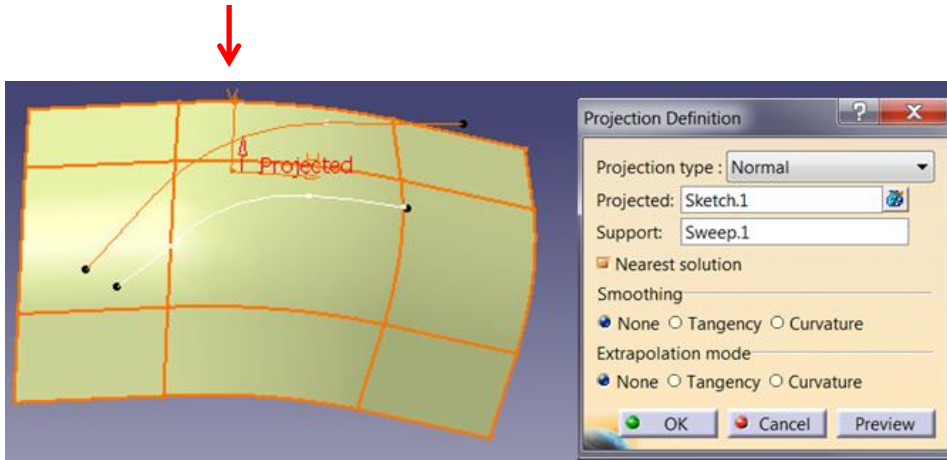 Projected
Projection Definition
?
X
Projection type : Normal
Projected: Sketch.1
Support: Sweep.1
Nearest solution
Smoothing
None Tangency Curvature
Extrapolation mode
None Tangency Curvature
OK Cancel Preview